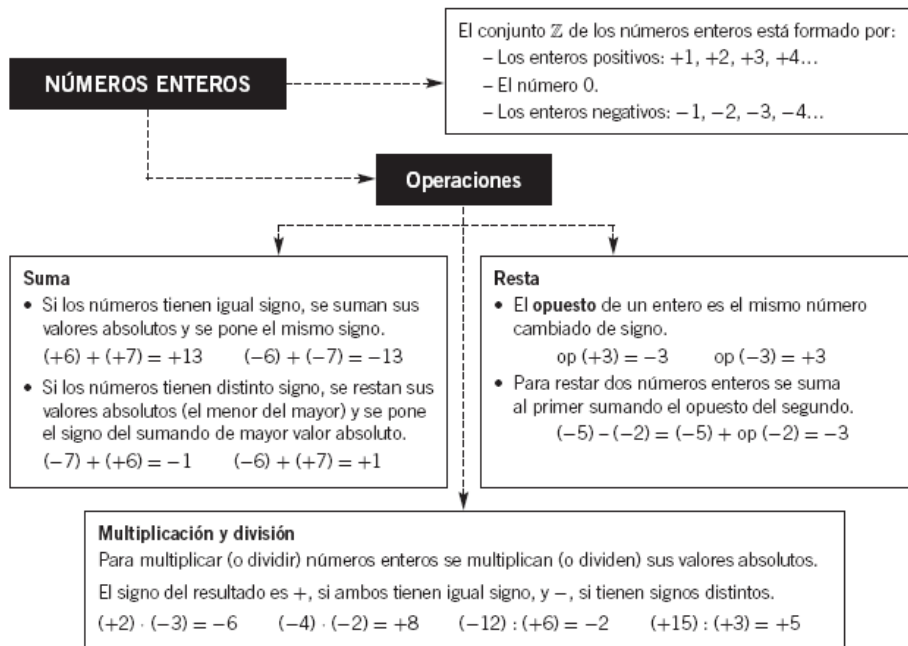 NÚMEROS ENTEROS
El conjunto ℤ de los números enteros está formado por:
– Los enteros positivos: +1, +2, +3, +4...
– El número 0.
– Los enteros negativos: −1, −2, −3, −4...
Operaciones
Suma
• Si los números tienen igual signo, se suman sus
valores absolutos y se pone el mismo signo.
(+6) + (+7) = +13 (−6) + (−7) = −13
• Si los números tienen distinto signo, se restan sus
valores absolutos (el menor del mayor) y se pone
el signo del sumando de mayor valor absoluto.
(−7) + (+6) = −1 (−6) + (+7) = +1
Resta
• El opuesto de un entero es el mismo número
cambiado de signo.
op (+3) = −3 op (−3) = +3
• Para restar dos números enteros se suma
al primer sumando el opuesto del segundo.
(−5) – (−2) = (−5) + op (−2) = −3
Multiplicación y división
Para multiplicar (o dividir) números enteros se multiplican (o dividen) sus valores absolutos.
El signo del resultado es +, si ambos tienen igual signo, y −, si tienen signos distintos.
(+2) · (−3) = −6 (−4) · (−2) = +8 (−12) : (+6) = −2 (+15) : (+3) = +5